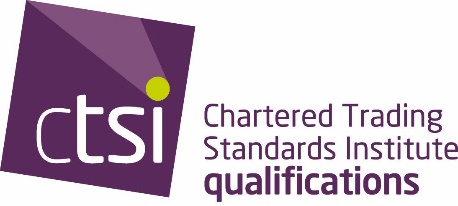 ctsi
Chartered Trading
Standards Institute
qualifications